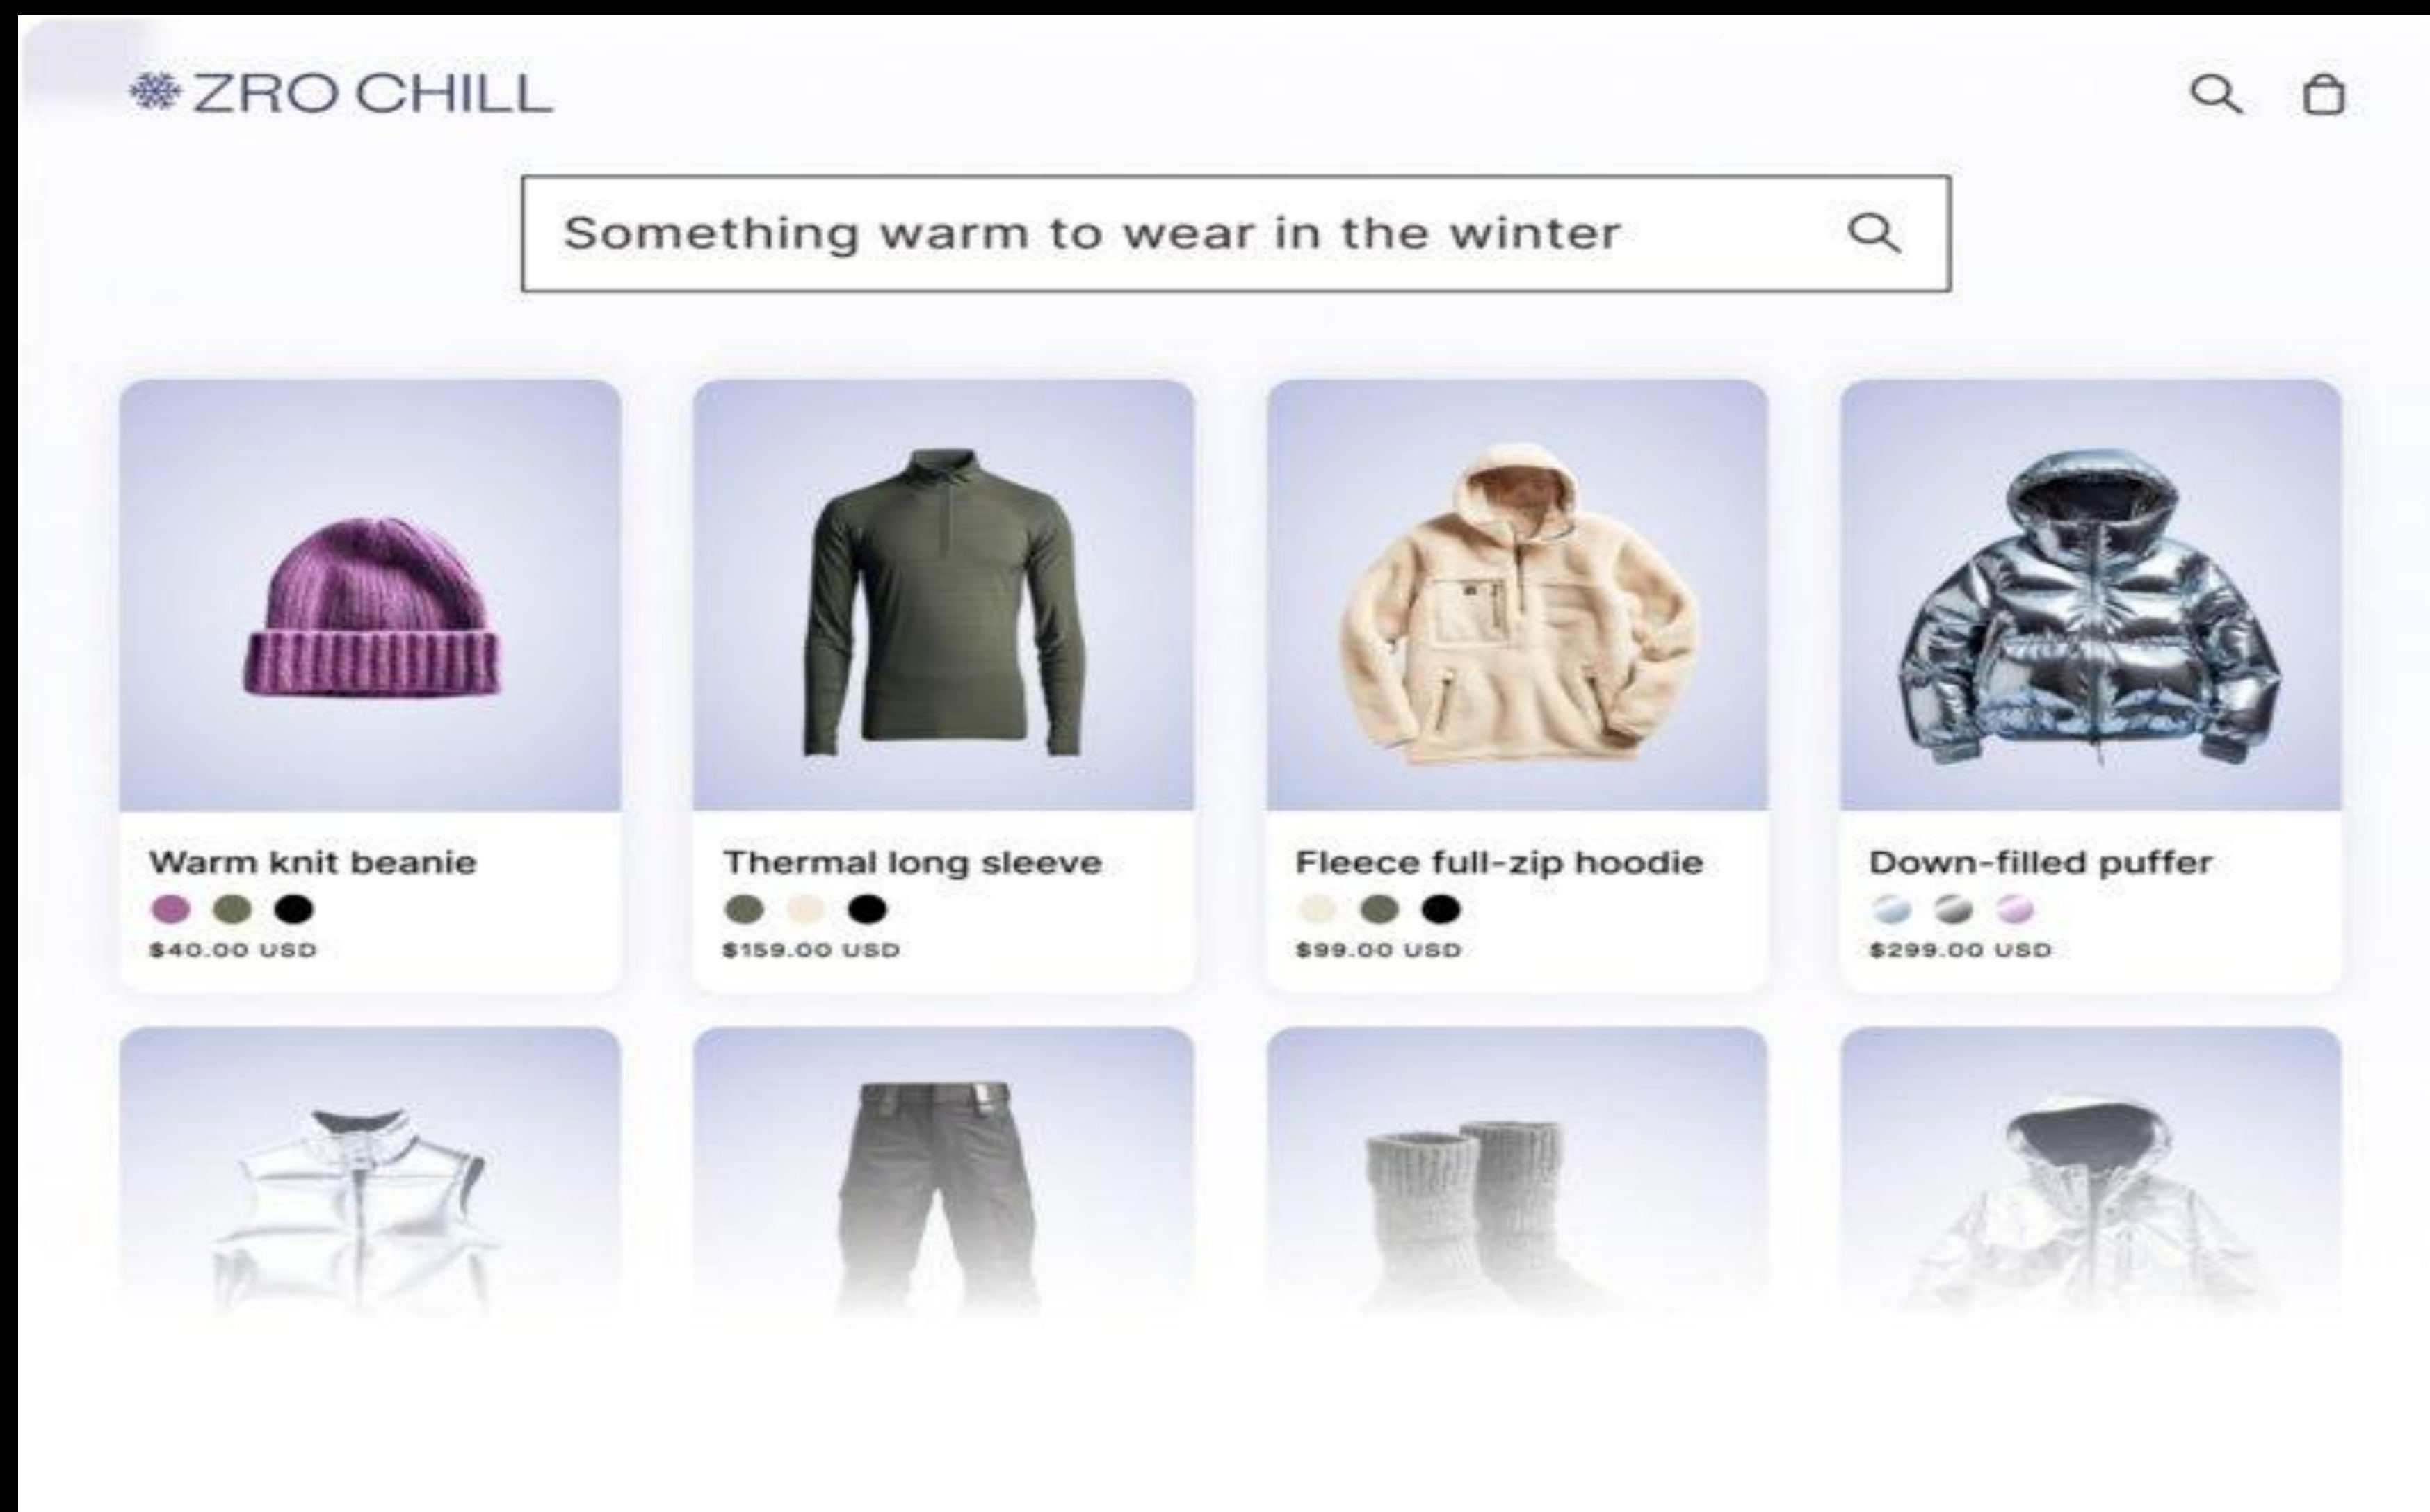 ZRO CHILL
Something warm to wear in the winter
Warm knit beanie
$40.00 USD
Thermal long sleeve
$159.00 USD
Fleece full-zip hoodie
$99.00 USD
Down-filled puffer
$299.00 USD